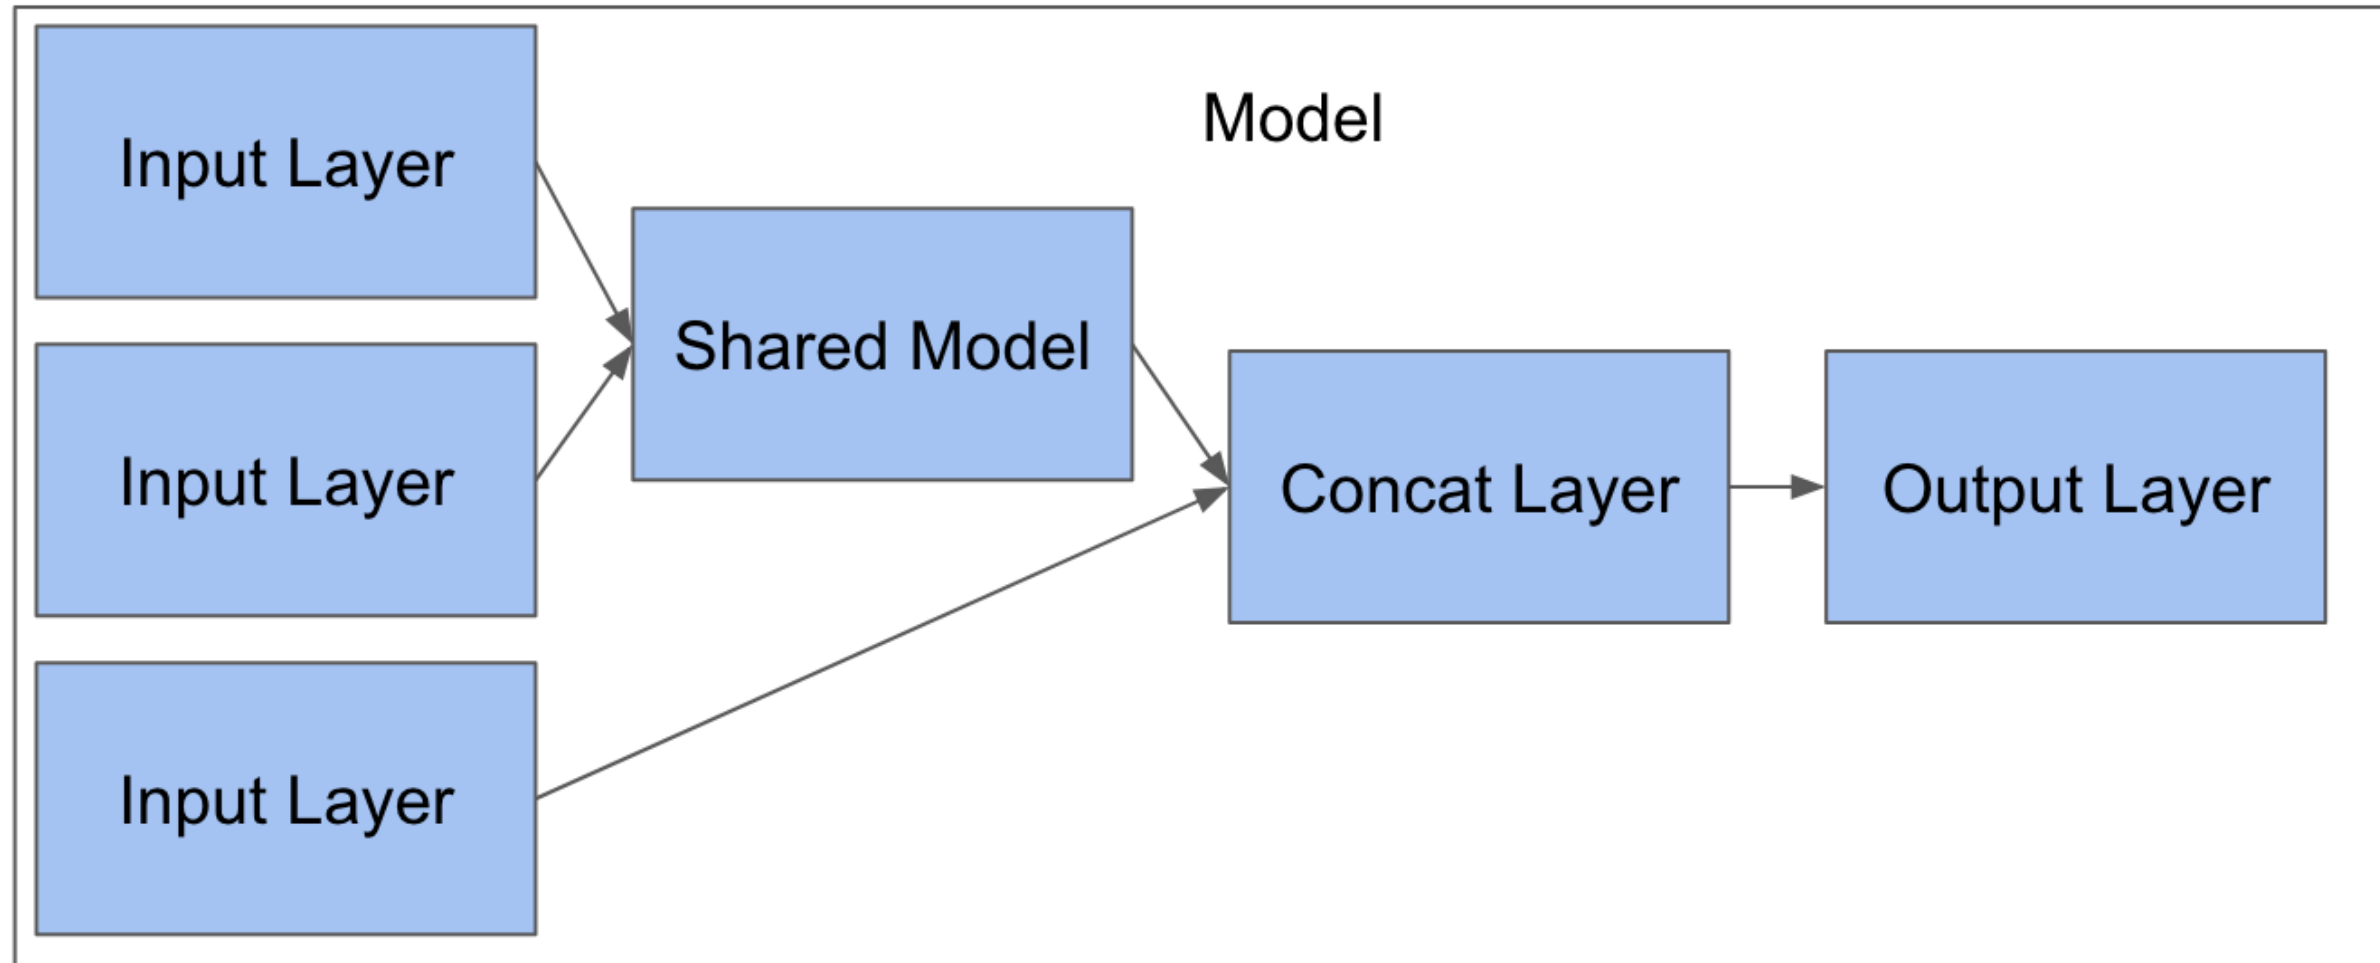 Model
Input Layer
Input Layer
Input Layer
Shared Model
Concat Layer
Output Layer